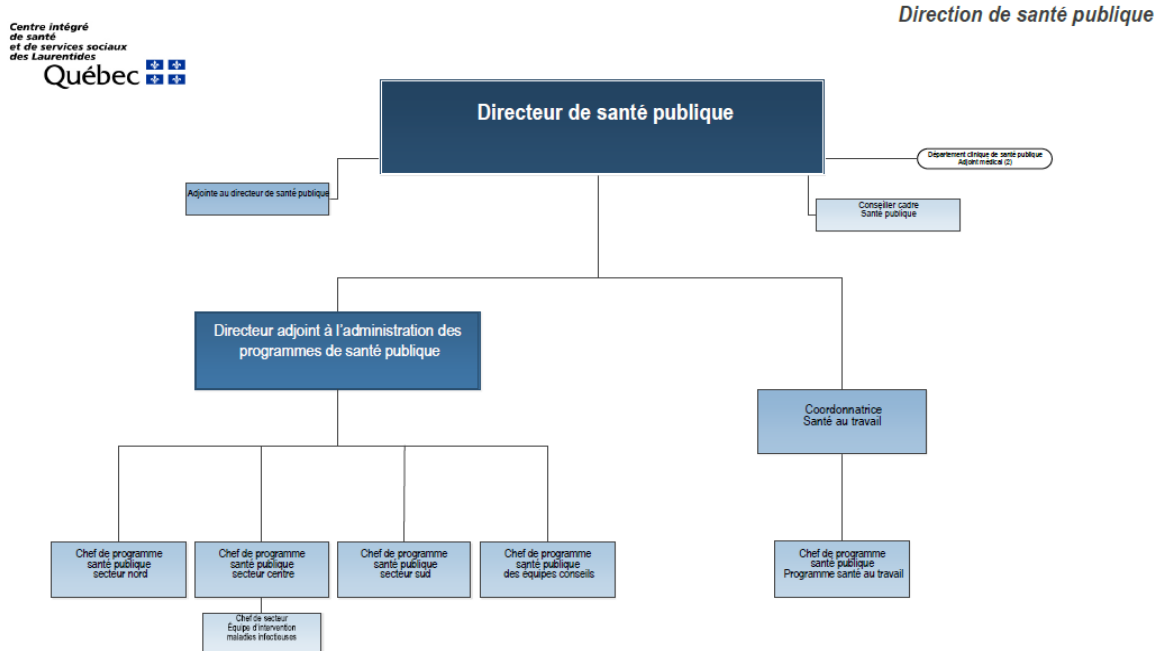 Direction de santé publique
Centre intégré
de santé
et de services sociaux
des Laurentides
Québec
Directeur de santé publique
Département clinique de santé publique
Adjoint médical (2)
Adjointe au directeur de santé publique
Conseiller cadre
Santé publique
Directeur adjoint à l'administration des
programmes de santé publique
Coordonnatrice
Santé au travail
Chef de programme
santé publique
secteur nord
Chef de programme
santé publique
secteur centre
Chef de programme
santé publique
secteur sud
Chef de programme
santé publique
des équipes conseils
Chef de programme
santé publique
Programme santé au travail
Chef de secteur
Équipe d'intervention
maladies infectieuses